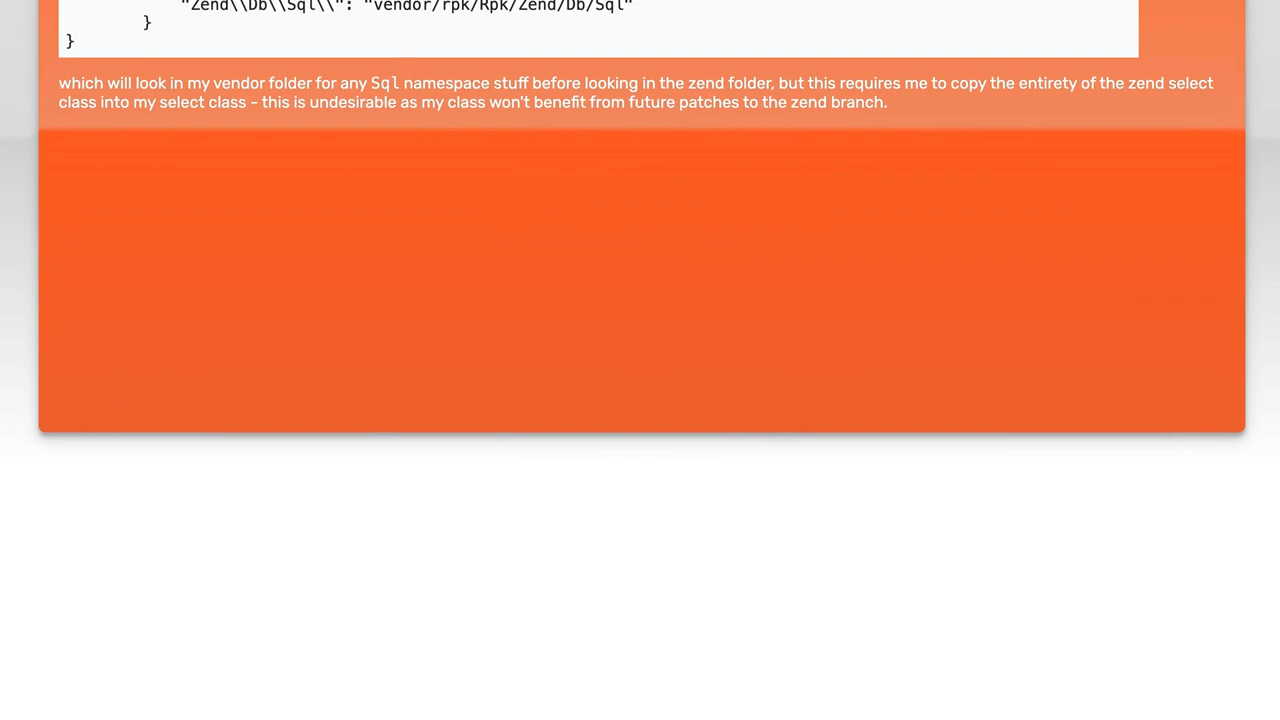 "Zend\\Db\\Sql\\": "vendor/rpk/Rpk/Zend/Db/Sql"
}
}
which will look in my vendor folder for any Sql namespace stuff before looking in the zend folder, but this requires me to copy the entirety of the zend select
class into my select class - this is undesirable as my class won't benefit from future patches to the zend branch.